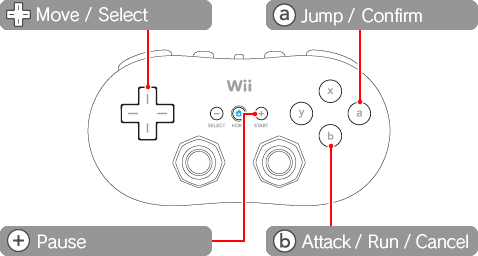 Move / Select
a Jump / Confirm
Wii
x
y
a
b
SELECT HOME START
+ Pause
b Attack / Run / Cancel